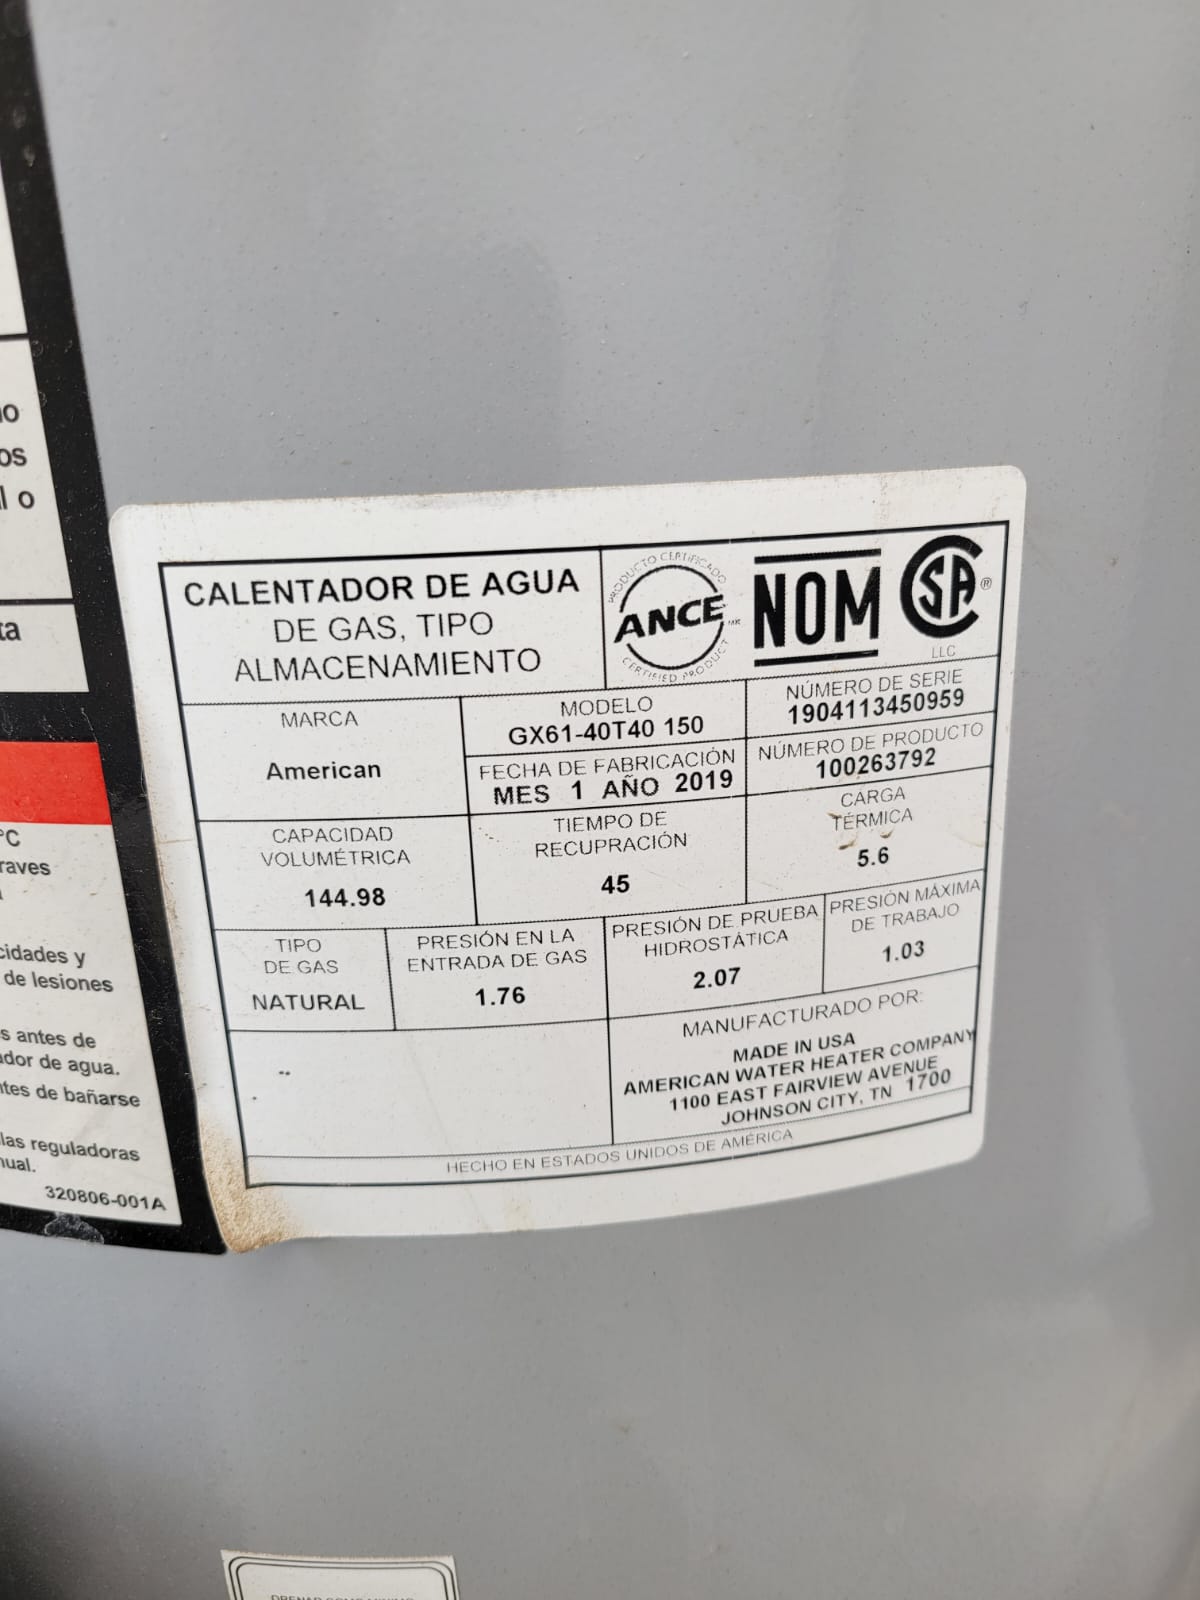 os
l o
°C
raves
cidades y
de lesiones
s antes de
ador de agua.
ntes de bañarse
las reguladoras
nual.
320806-001A
CALENTADOR DE AGUA
DE GAS, TIPO
ALMACENAMIENTO
PRODUCTO CERTIFICADO
ANCE MR
CERTIFIED PRODUCT
NOM
SA ®
LLC
MARCA
American
MODELO
GX61-40T40 150
NÚMERO DE SERIE
1904113450959
FECHA DE FABRICACIÓN
MES 1 AÑO 2019
NÚMERO DE PRODUCTO
100263792
CAPACIDAD
VOLUMÉTRICA
144.98
TIEMPO DE
RECUPRACIÓN
45
CARGA
TÉRMICA
5.6
TIPO
DE GAS
NATURAL
PRESIÓN EN LA
ENTRADA DE GAS
1.76
PRESIÓN DE PRUEBA
HIDROSTÁTICA
2.07
PRESIÓN MÁXIMA
DE TRABAJO
1.03
--
MANUFACTURADO POR:
MADE IN USA
AMERICAN WATER HEATER COMPANY
1100 EAST FAIRVIEW AVENUE
JOHNSON CITY, TN 1700
HECHO EN ESTADOS UNIDOS DE AMÉRICA